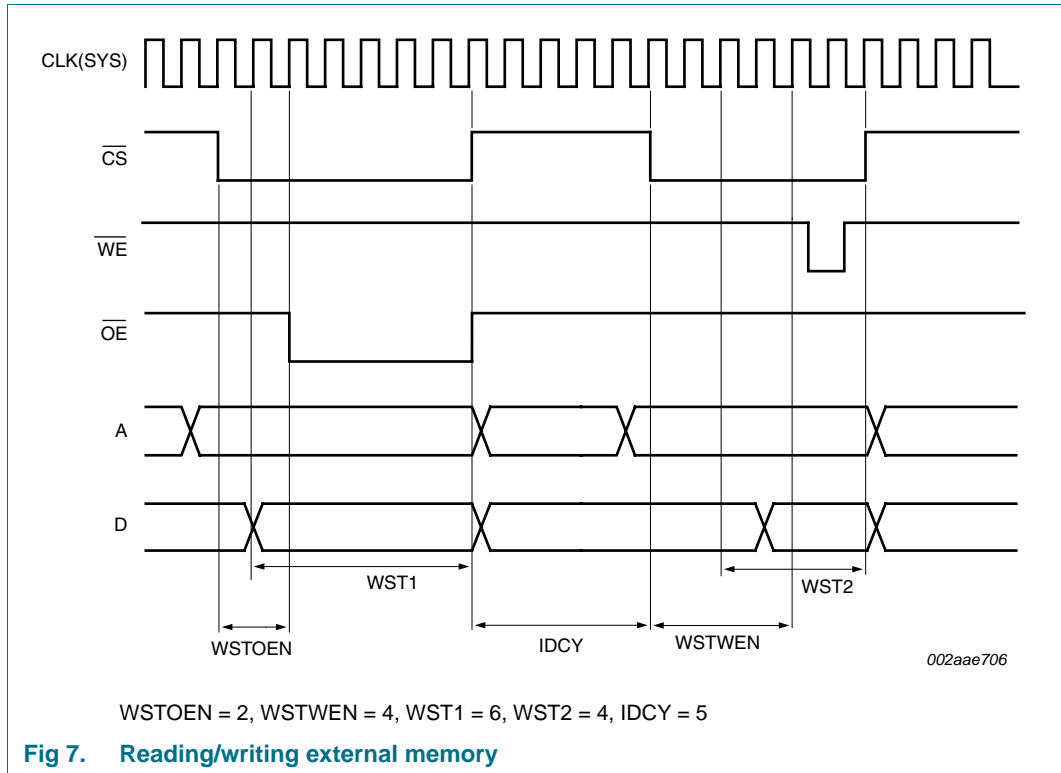 CLK(SYS)
CS
WE
OE
A
D
WST1
WST2
WSTOEN
IDCY
WSTWEN
002aae706
WSTOEN = 2, WSTWEN = 4, WST1 = 6, WST2 = 4, IDCY = 5
Fig 7. Reading/writing external memory